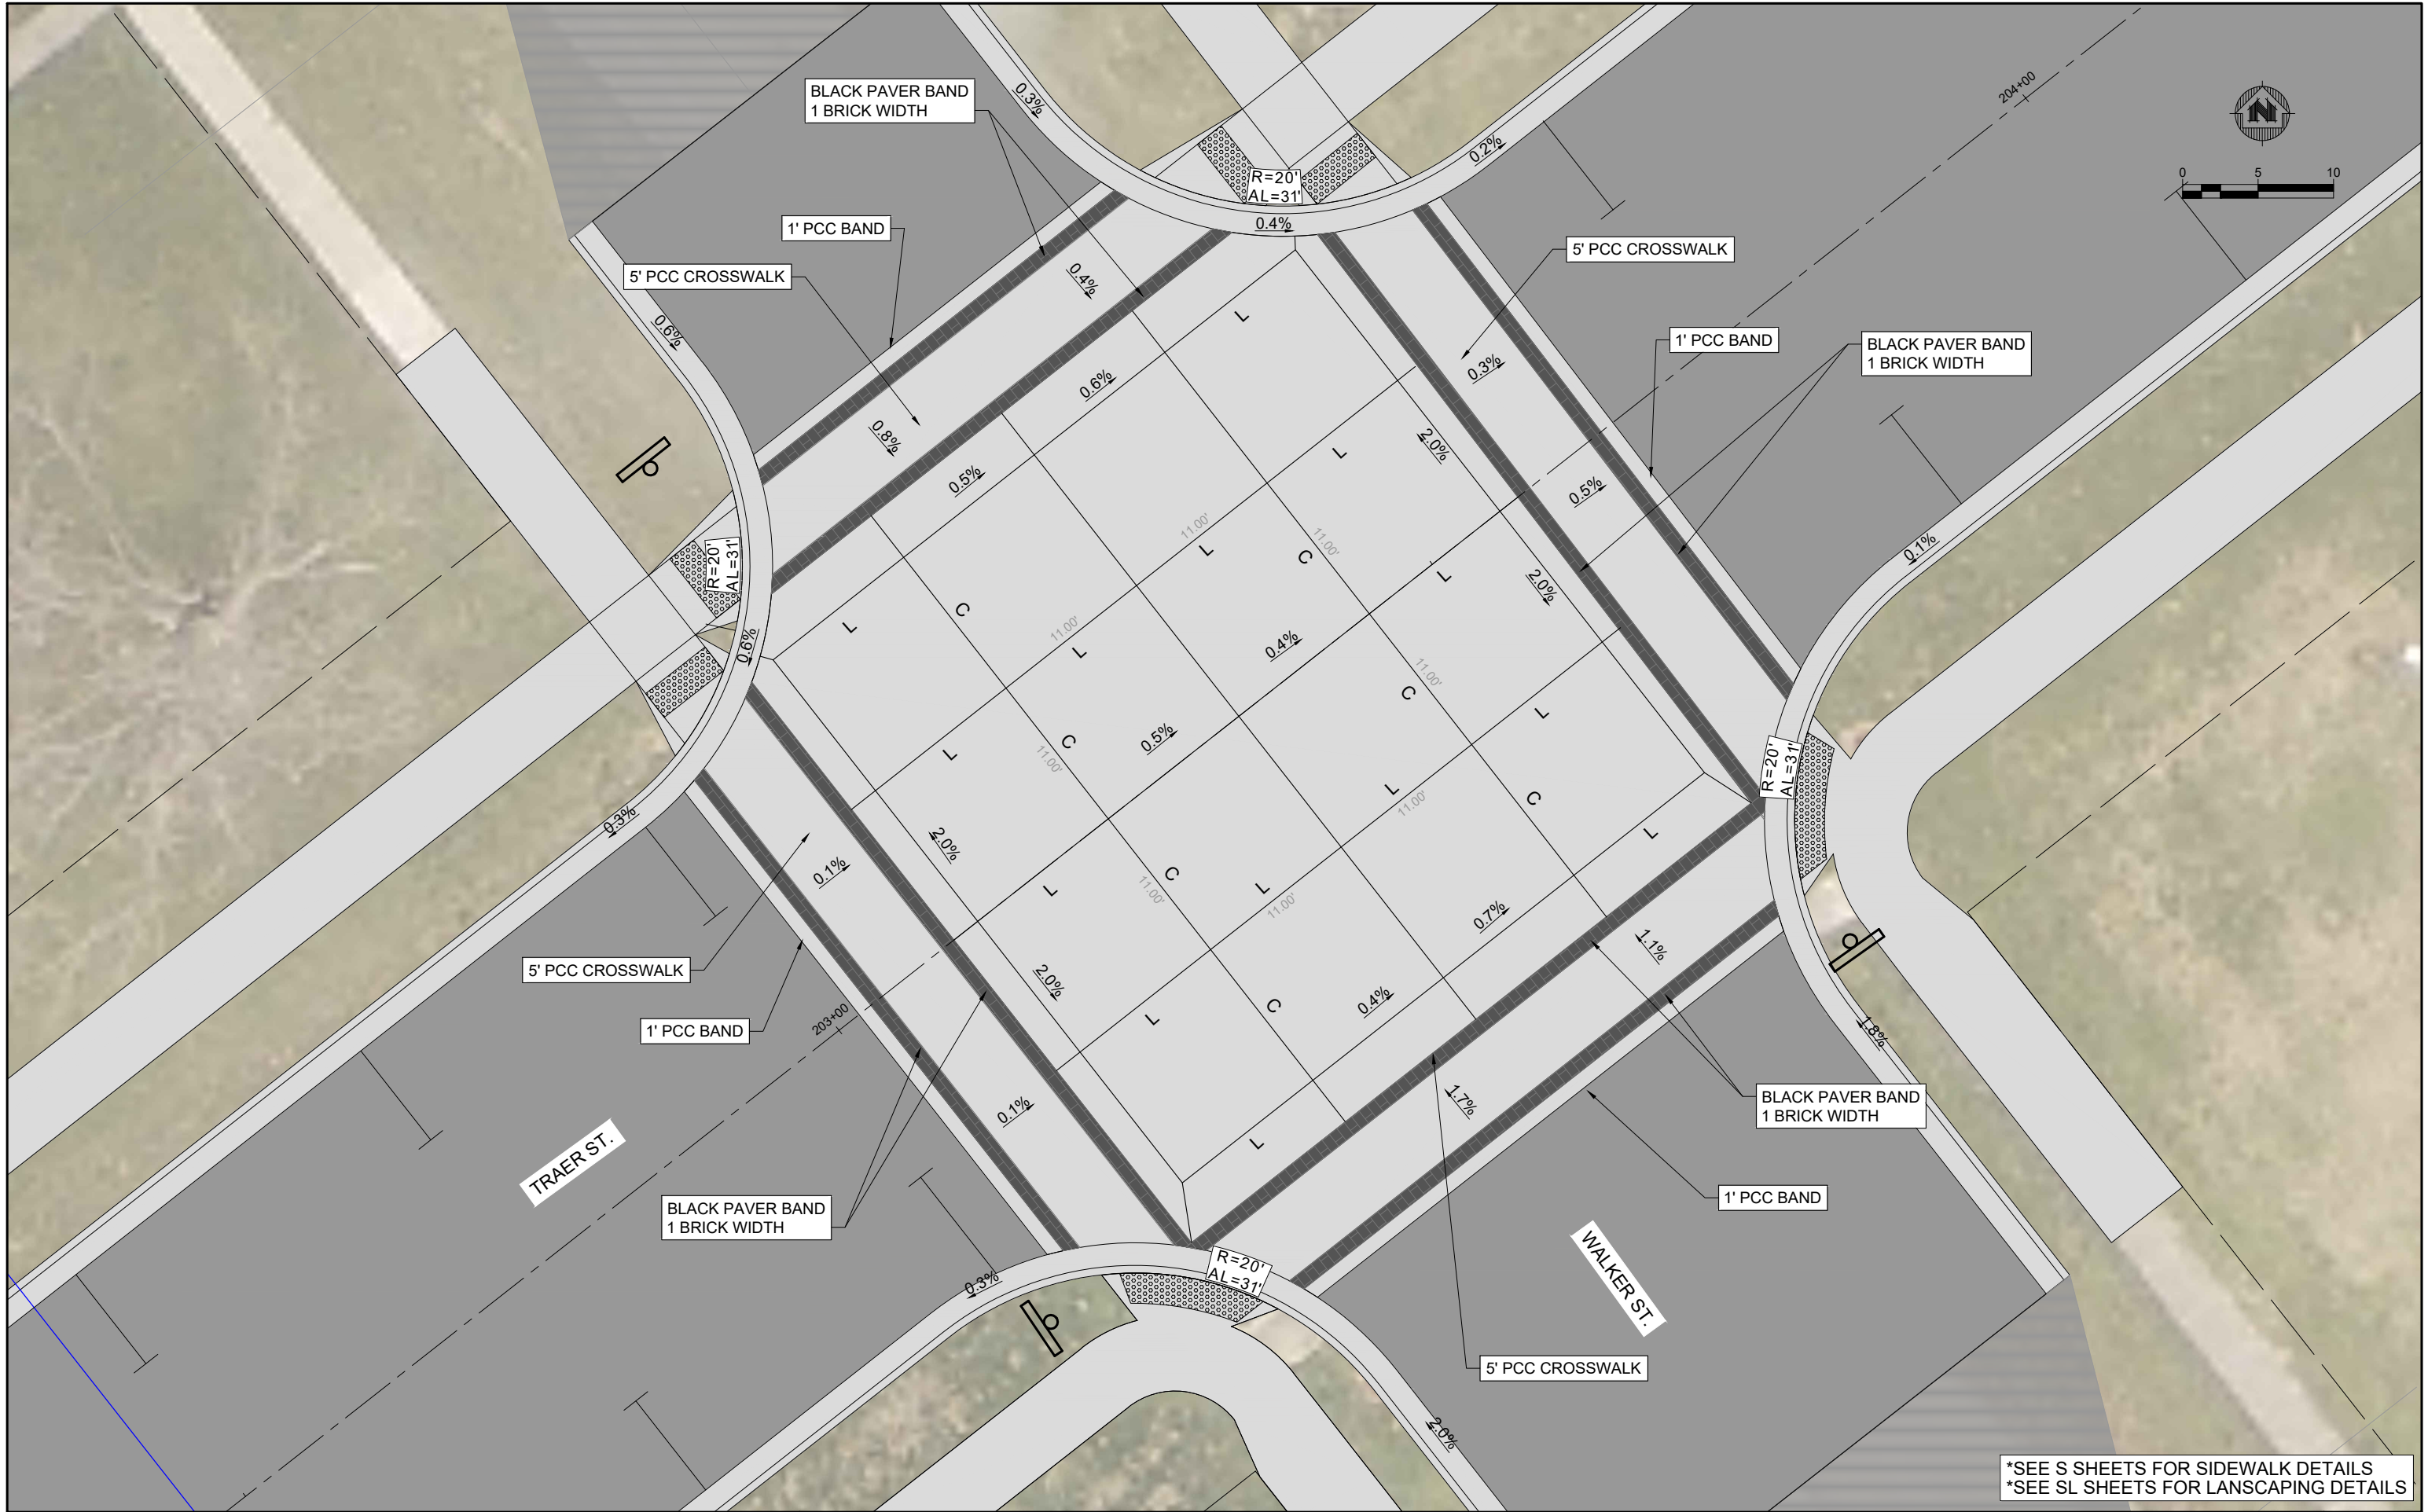 204+00
N
0 5 10
BLACK PAVER BAND
1 BRICK WIDTH
0.3%
0.2%
R=20'
AL=31'
0.4%
1' PCC BAND
5' PCC CROSSWALK
5' PCC CROSSWALK
0.4%
L
0.6%
1' PCC BAND
BLACK PAVER BAND
1 BRICK WIDTH
0.3%
0.6%
0.8%
2.0%
L
0.5%
0.5%
11.00'
11.00'
L
C
0.1%
R=20'
AL=31'
L
2.0%
C
L
11.00'
0.6%
L
0.4%
11.00'
C
L
C
0.5%
L
11.00'
R=20'
AL=31'
L
C
11.00'
0.3%
2.0%
L
0.1%
C
11.00'
L
L
11.00'
0.7%
1.1%
5' PCC CROSSWALK
2.0%
0.4%
C
L
203+00
1' PCC BAND
1.8%
0.1%
1.7%
BLACK PAVER BAND
1 BRICK WIDTH
L
TRAER ST.
BLACK PAVER BAND
1 BRICK WIDTH
1' PCC BAND
WALKER ST.
R=20'
AL=31'
0.3%
5' PCC CROSSWALK
2.0%
*SEE S SHEETS FOR SIDEWALK DETAILS
*SEE SL SHEETS FOR LANSCAPING DETAILS